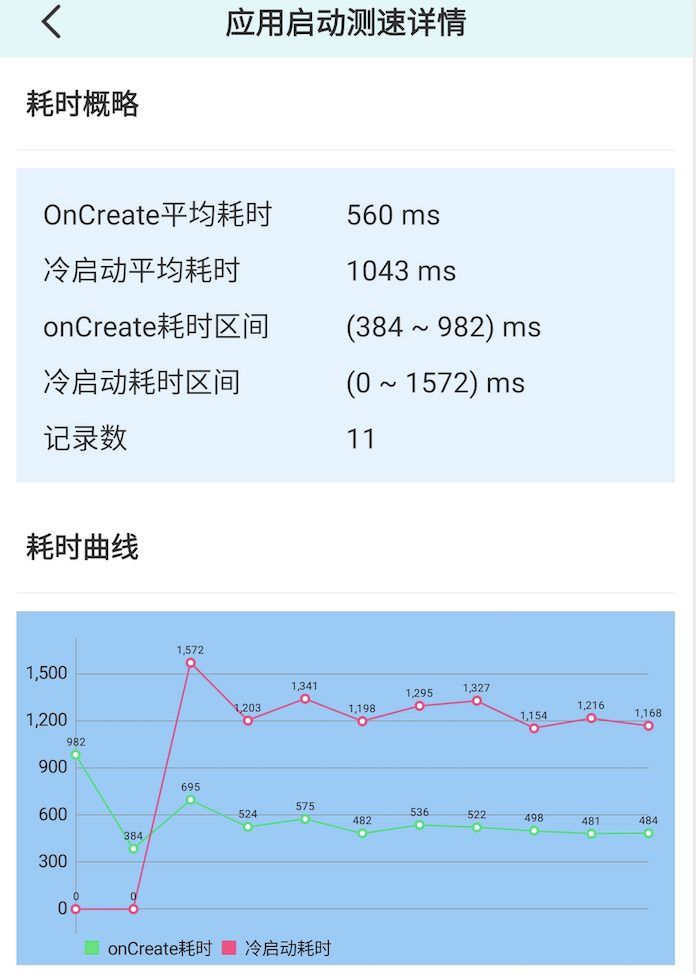 应用启动测速详情
耗时概略
OnCreate平均耗时 560 ms
冷启动平均耗时 1043 ms
onCreate耗时区间 (384 ~ 982) ms
冷启动耗时区间 (0 ~ 1572) ms
记录数 11
耗时曲线
1,572
1,500
1,203 1,341 1,198 1,295 1,327 1,154 1,216 1,168
1,200
982
900
695
384 524 575 482 536 522 498 481 484
600
300
0 0
0
onCreate耗时 冷启动耗时